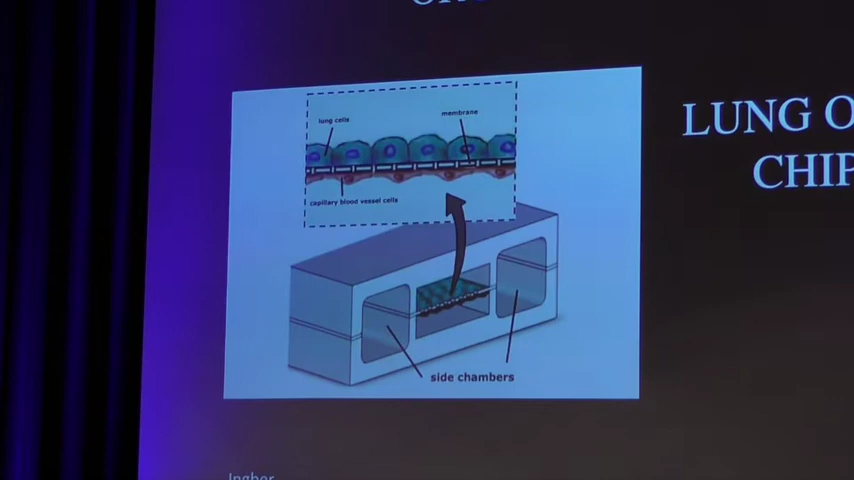 LUNG O
CHIP
lung cells
membrane
capillary blood vessel cells
side chambers
Ingber